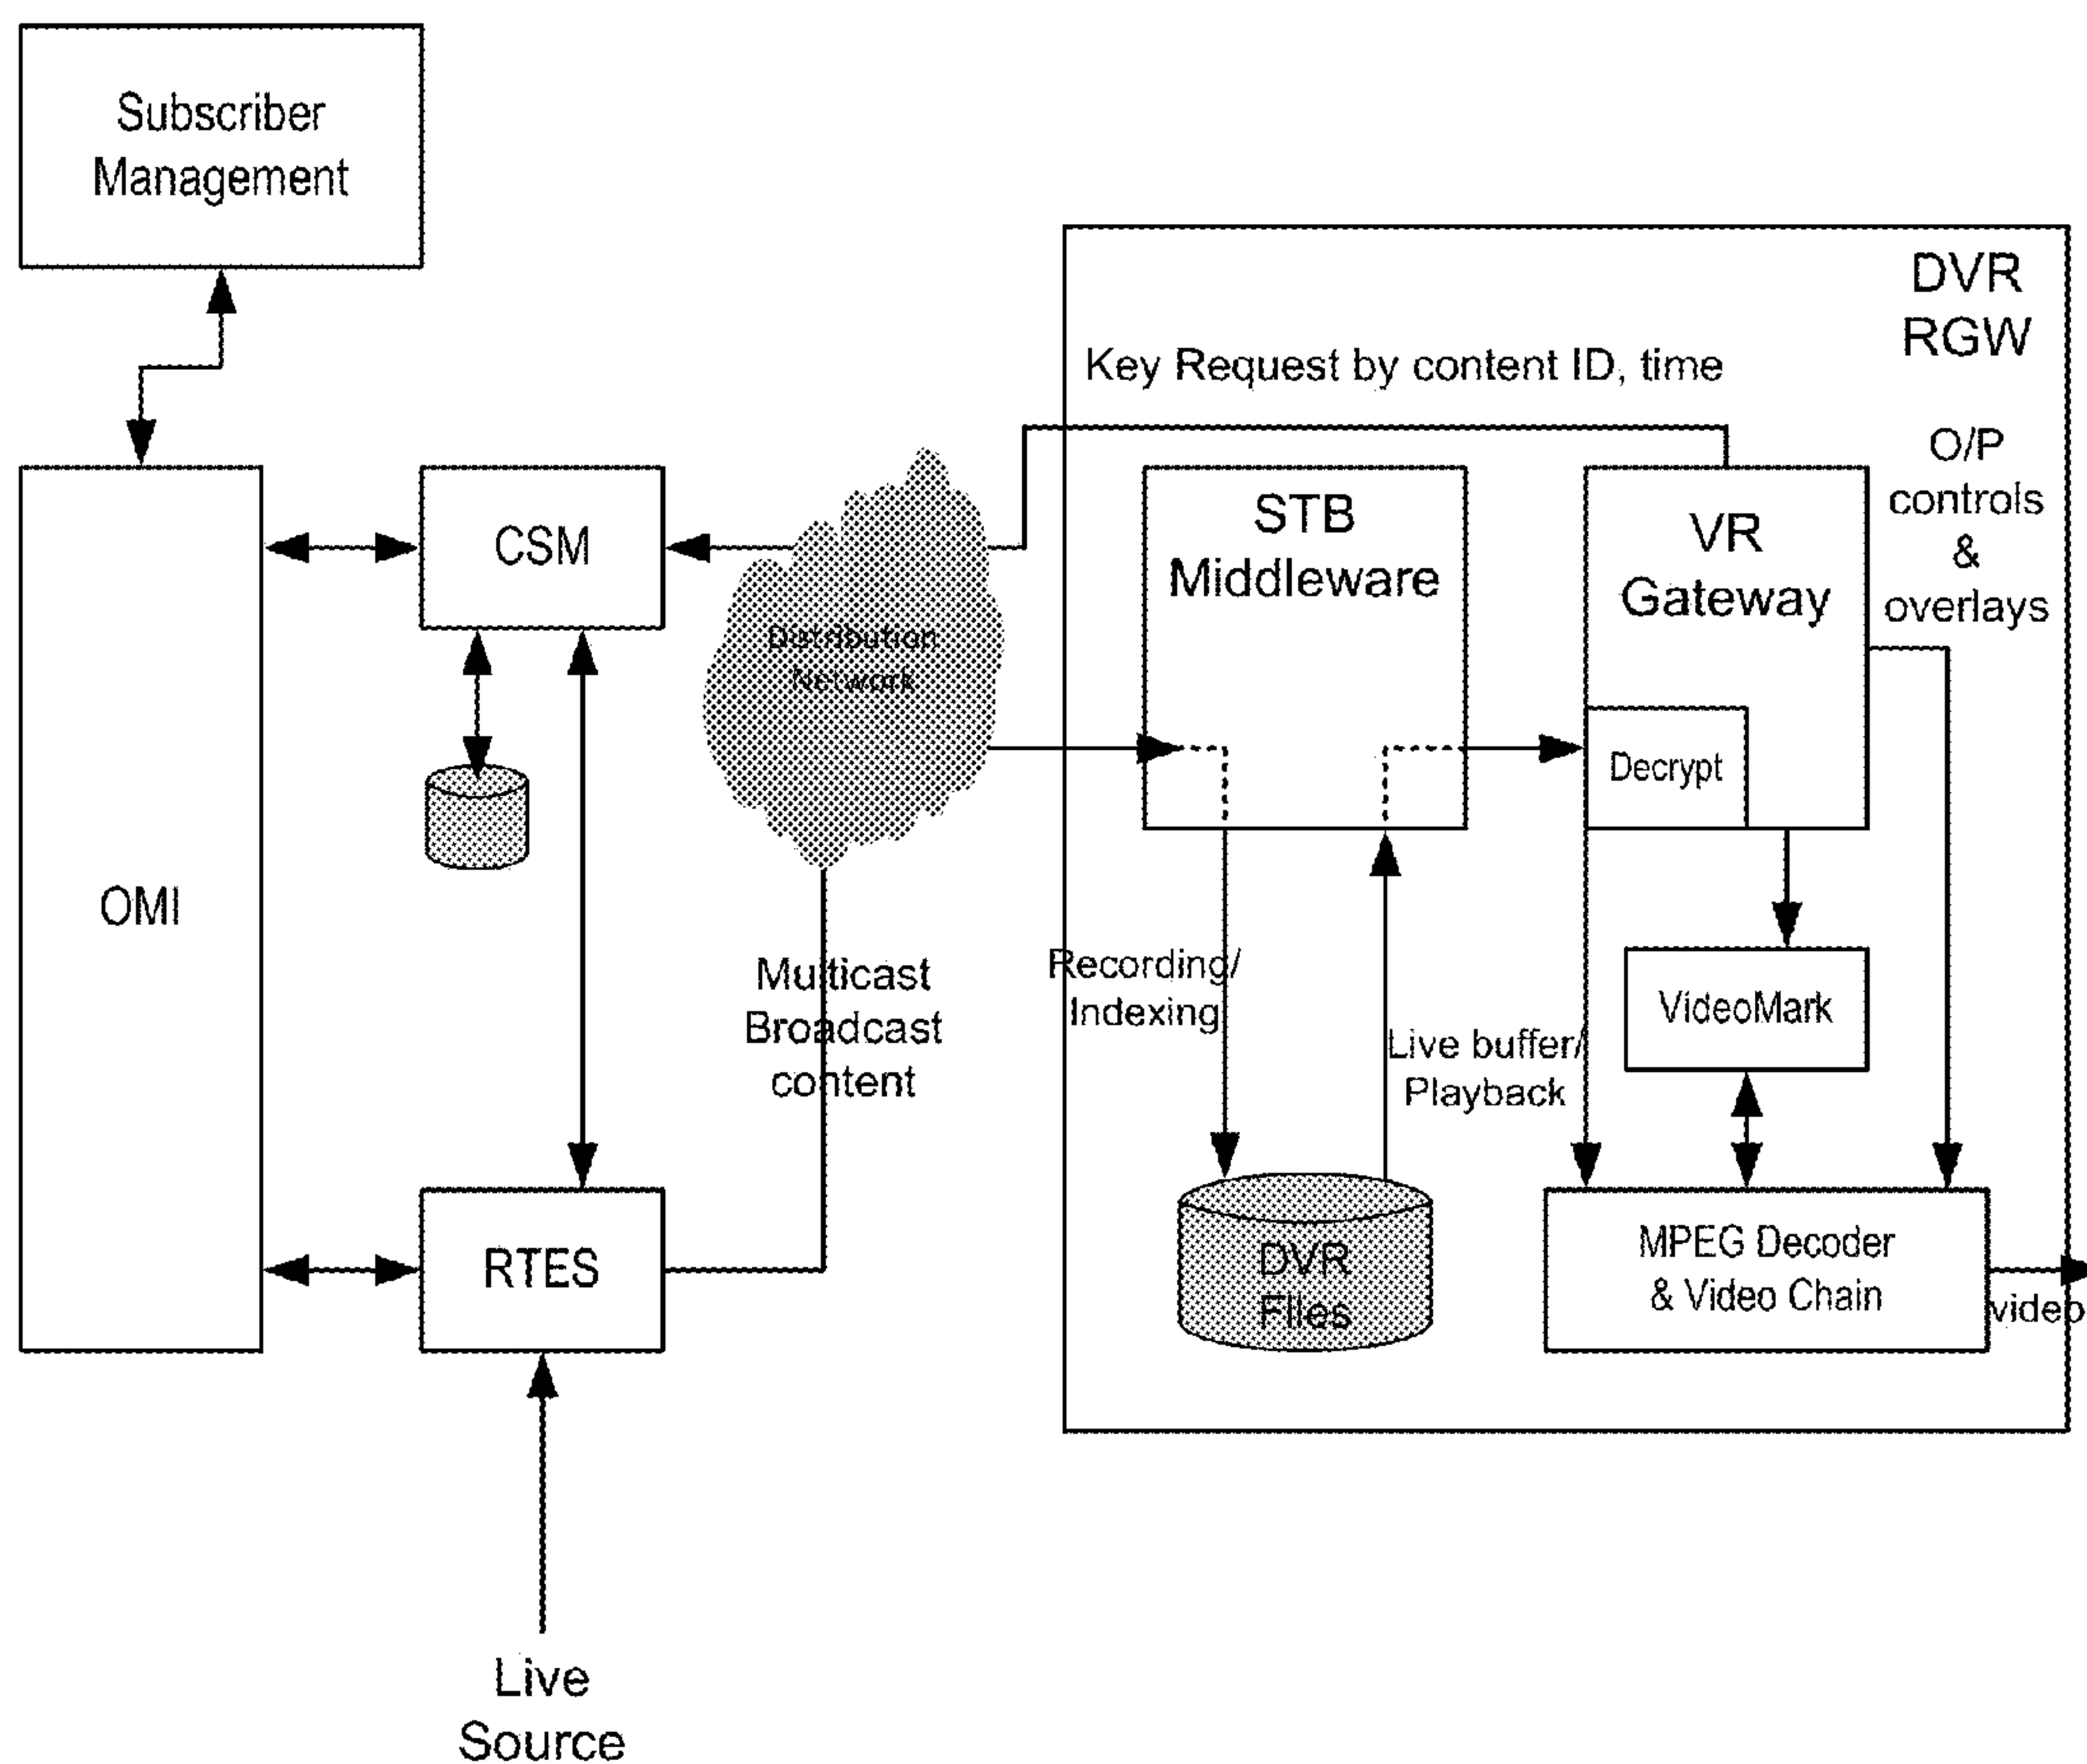 Subscriber
Management
DVR
RGW
Key Request by content ID, time
O/P
controls
&
overlays
CSM
STB
Middleware
VR
Gateway
Distribution
Network
Decrypt
OMI
Multicast
Broadcast
content
Recording/
Indexing
Live buffer/
Playback
VideoMark
RTES
DVR
Files
MPEG Decoder
& Video Chain
video
Live
Source